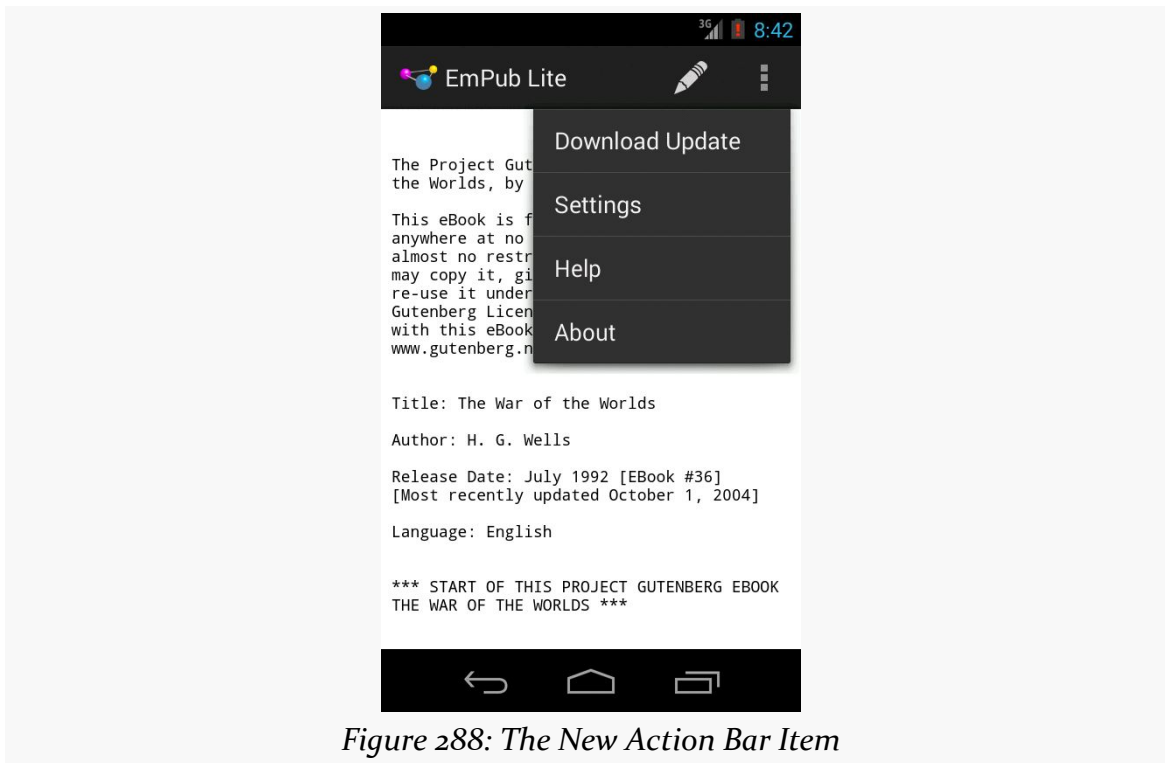 3G 8:42
EmPub Lite
Download Update
Settings
Help
About
The Project Gut
the Worlds, by
This eBook is f
anywhere at no
almost no restr
may copy it, gi
re-use it under
Gutenberg Licen
with this eBook
www.gutenberg.n
Title: The War of the Worlds
Author: H. G. Wells
Release Date: July 1992 [EBook #36]
[Most recently updated October 1, 2004]
Language: English
*** START OF THIS PROJECT GUTENBERG EBOOK
THE WAR OF THE WORLDS ***
Figure 288: The New Action Bar Item